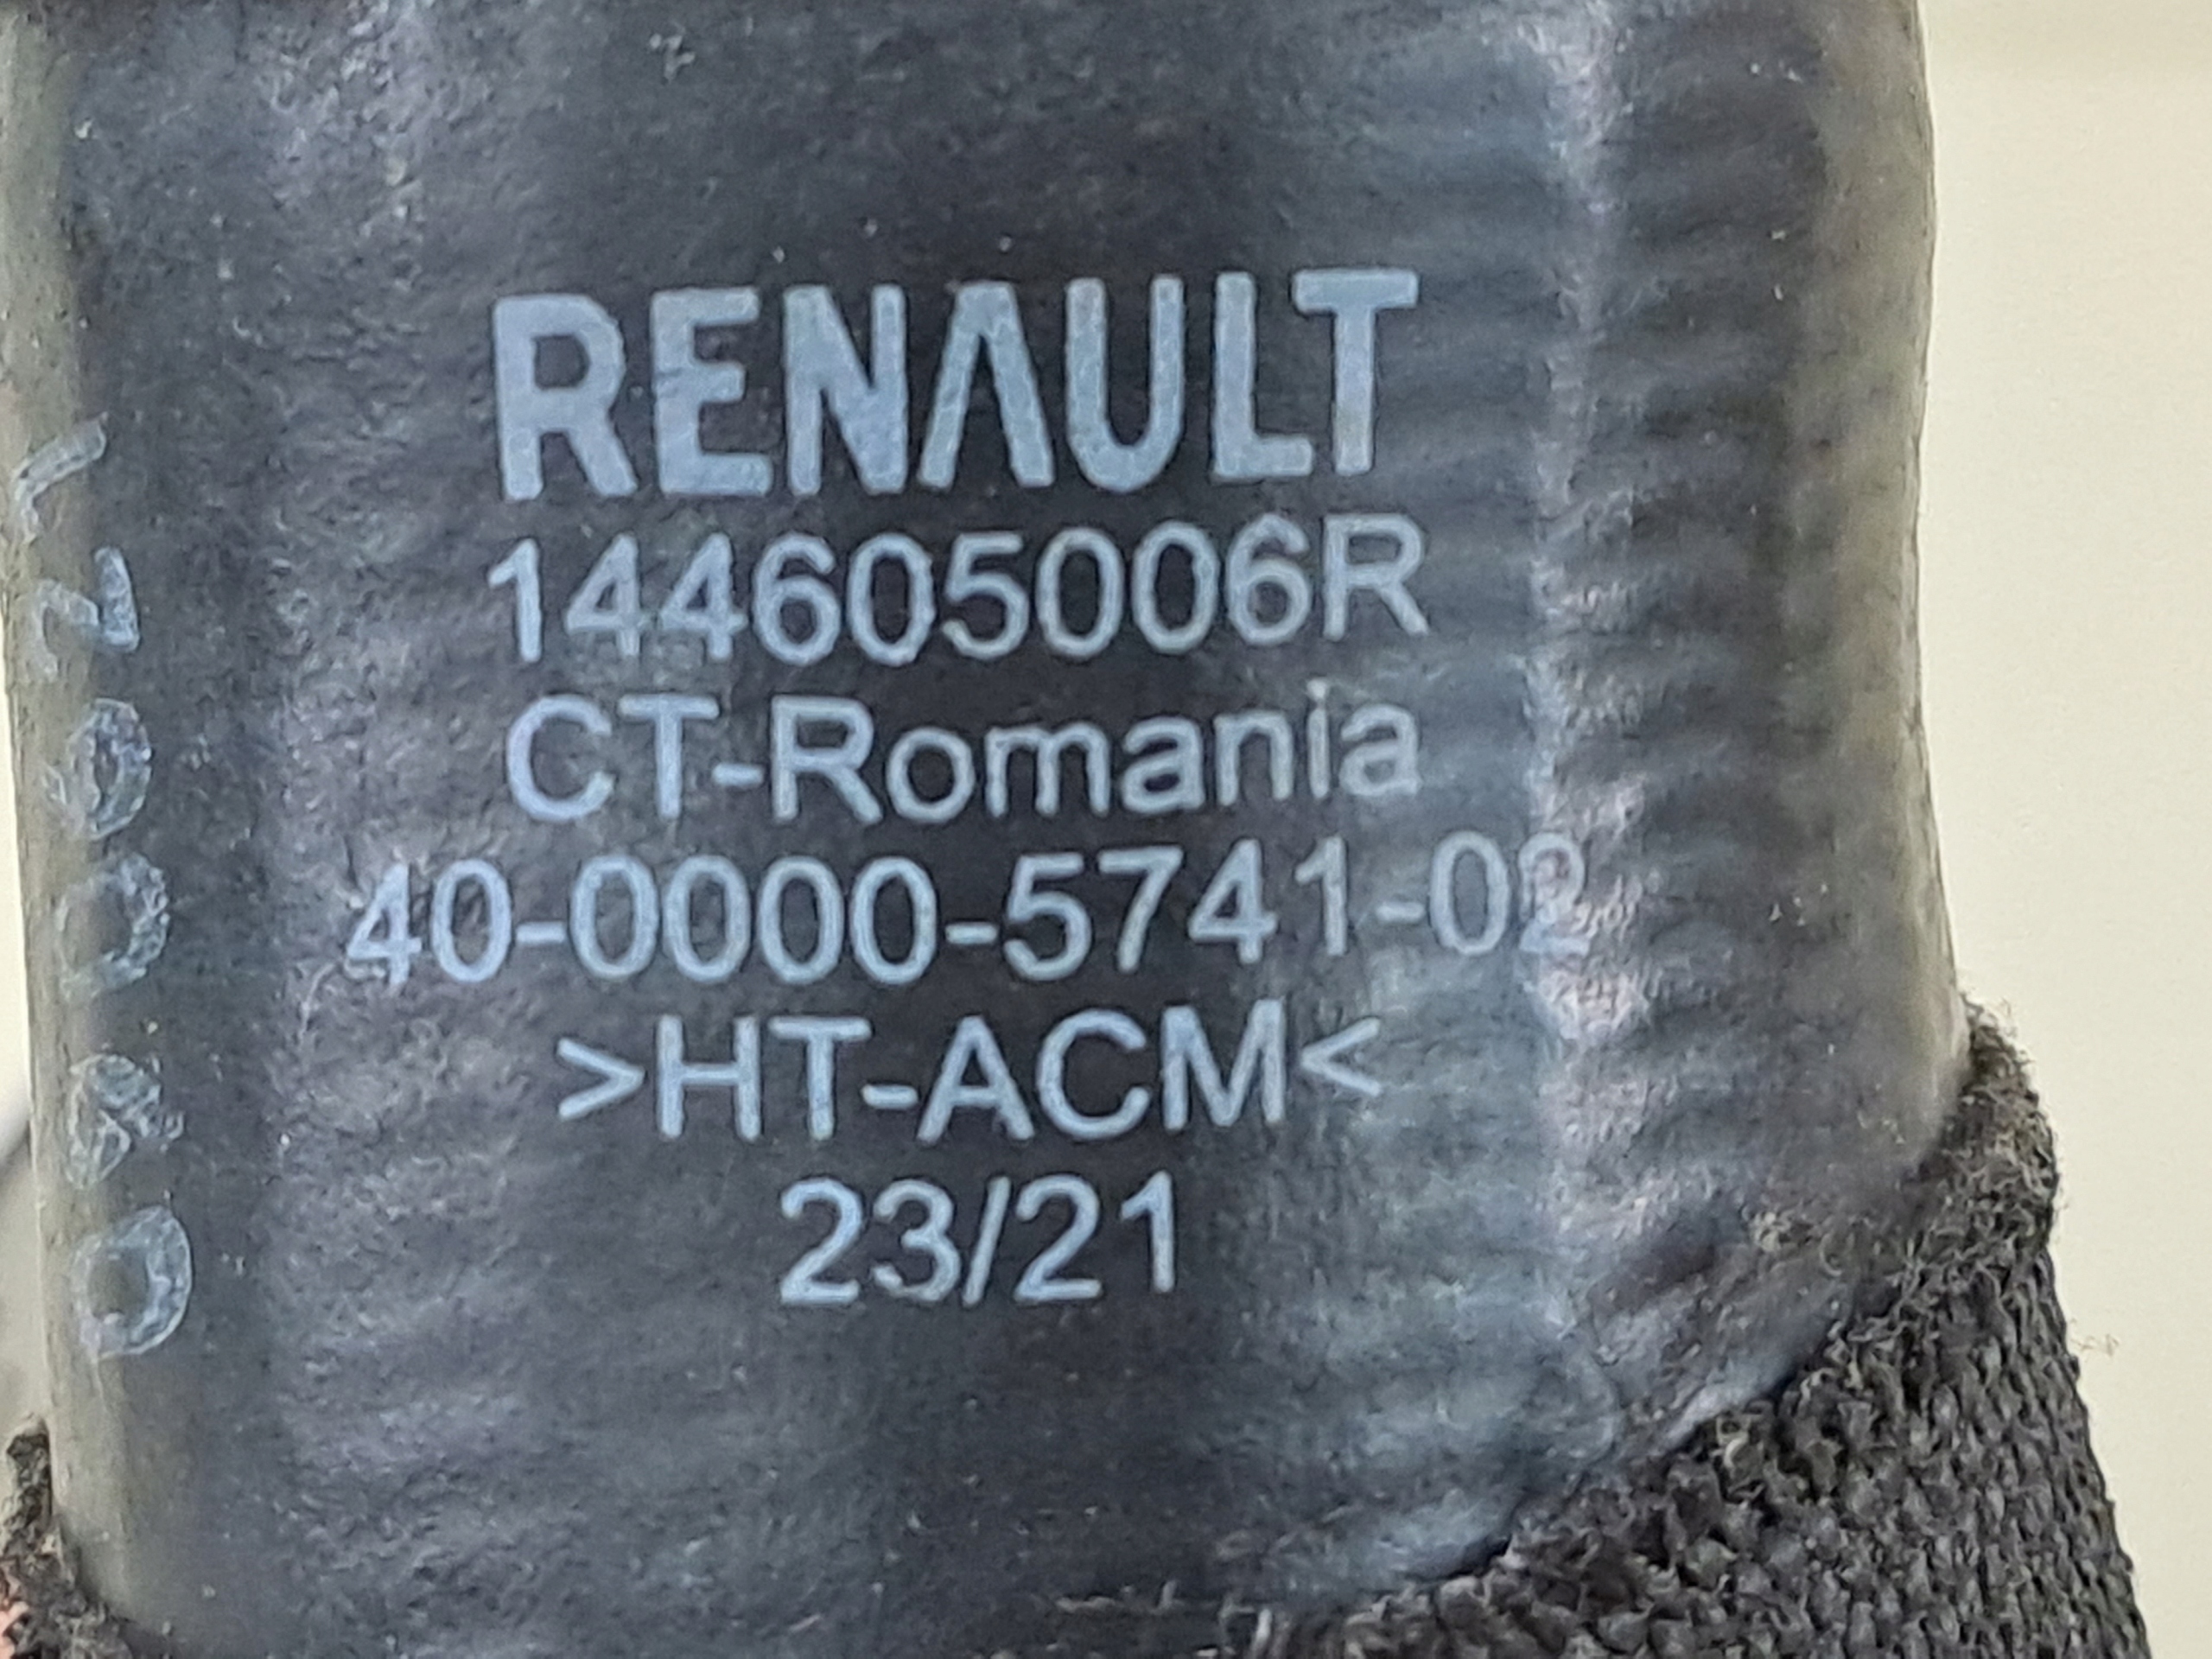 RENAULT
144605006R
CT-Romania
40-0000-5741-02
>HT-ACM<
23/21